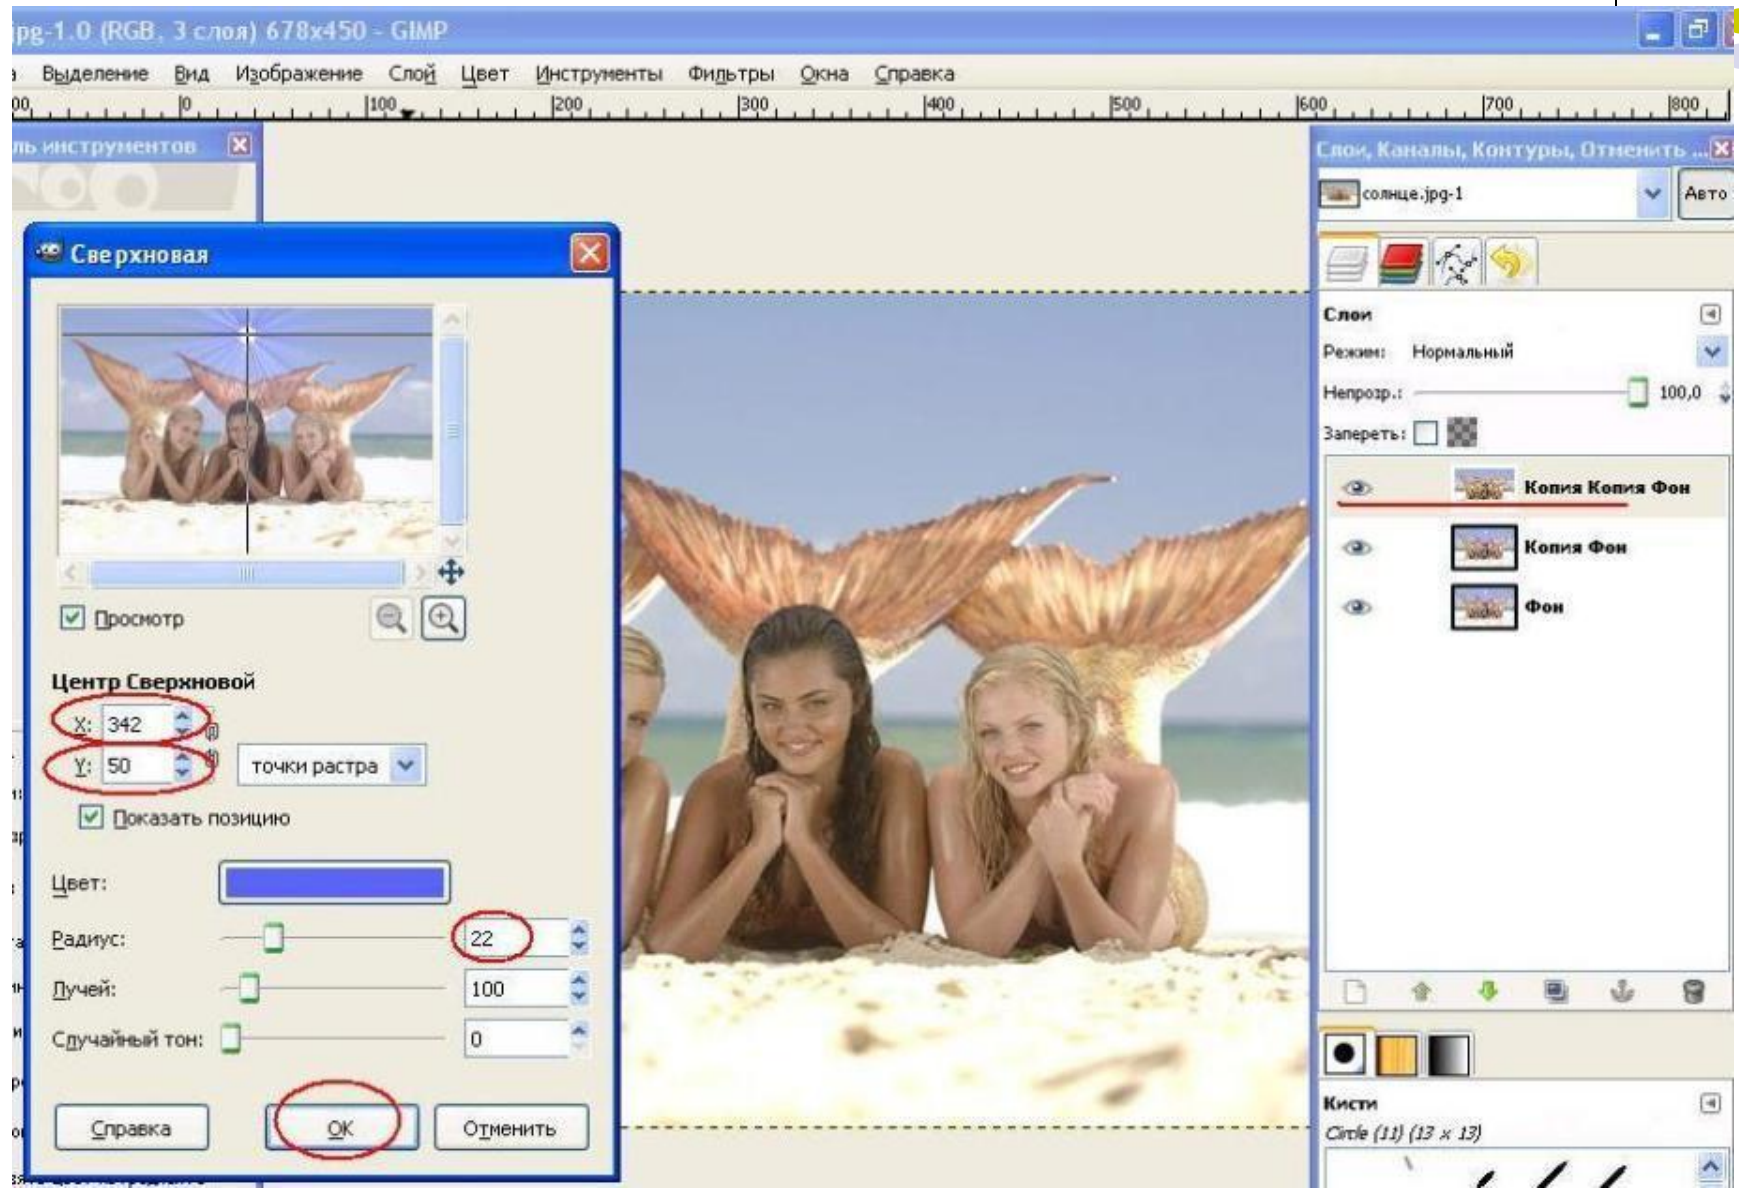 pg-1.0 (RGB, 3 слоя) 678x450 - GIMP
Выделение Вид Изображение Слой Цвет Инструменты Фильтры Окна Справка
00 0 100 200 300 400 500 600 700 800
ль инструментов
Слои, Каналы, Контуры, Отменить ...
солнце.jpg-1
Авто
Сверхновая
Слои
Режим: Нормальный
Непрозр.: 100,0
Запереть:
Копия Копия Фон
Копия Фон
Фон
Просмотр
Центр Сверхновой
X: 342
Y: 50
точки растра
Показать позицию
Цвет:
Радиус: 22
Лучей: 100
Случайный тон: 0
Справка
OK
Отменить
Кисти
Circle (11) (13 x 13)